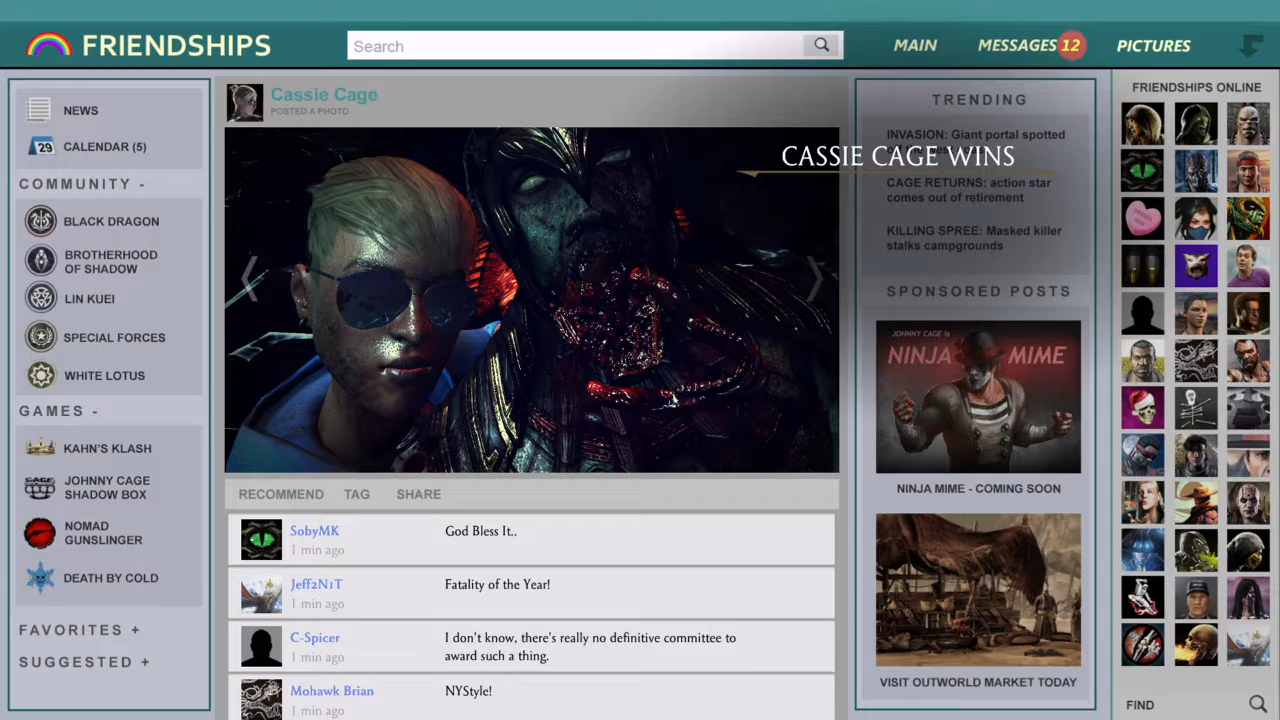 FRIENDSHIPS
Search
MAIN
MESSAGES 12
PICTURES
NEWS
29 CALENDAR (5)
COMMUNITY -
BLACK DRAGON
BROTHERHOOD
OF SHADOW
LIN KUEI
SPECIAL FORCES
WHITE LOTUS
GAMES -
KAHN'S KLASH
JOHNNY CAGE
SHADOW BOX
NOMAD
GUNSLINGER
DEATH BY COLD
FAVORITES +
SUGGESTED +
Cassie Cage
POSTED A PHOTO
CASSIE CAGE WINS
RECOMMEND
TAG
SHARE
SobyMK
1 min ago
God Bless It..
Jeff2N1T
1 min ago
Fatality of the Year!
C-Spicer
1 min ago
I don't know, there's really no definitive committee to
award such a thing.
Mohawk Brian
1 min ago
NYStyle!
TRENDING
INVASION: Giant portal spotted
CAGE RETURNS: action star
comes out of retirement
KILLING SPREE: Masked killer
stalks campgrounds
SPONSORED POSTS
JOHNNY CAGE is
NINJA MIME
NINJA MIME - COMING SOON
VISIT OUTWORLD MARKET TODAY
FRIENDSHIPS ONLINE
FIND